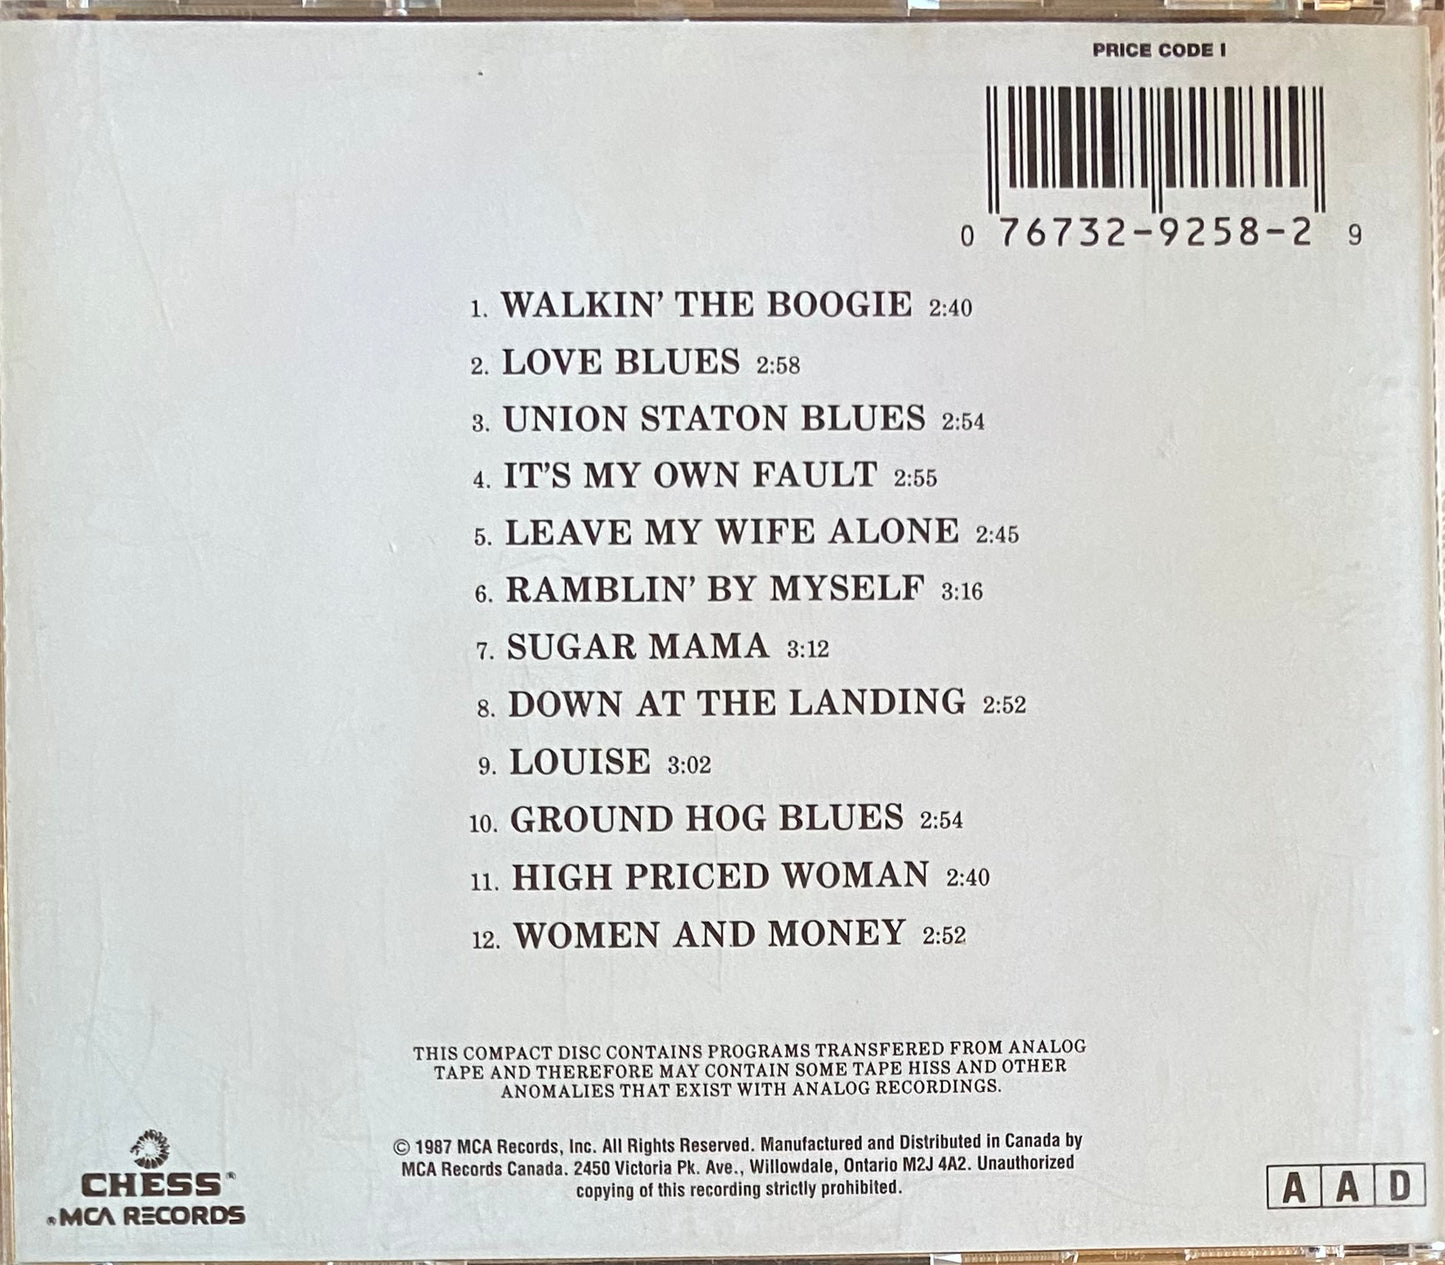 PRICE CODE I
0 76732-9258-2 9
1. WALKIN' THE BOOGIE 2:40
2. LOVE BLUES 2:58
3. UNION STATON BLUES 2:54
4. IT'S MY OWN FAULT 2:55
5. LEAVE MY WIFE ALONE 2:45
6. RAMBLIN' BY MYSELF 3:16
7. SUGAR MAMA 3:12
8. DOWN AT THE LANDING 2:52
9. LOUISE 3:02
10. GROUND HOG BLUES 2:54
11. HIGH PRICED WOMAN 2:40
12. WOMEN AND MONEY 2:52
THIS COMPACT DISC CONTAINS PROGRAMS TRANSFERED FROM ANALOG
TAPE AND THEREFORE MAY CONTAIN SOME TAPE HISS AND OTHER
ANOMALIES THAT EXIST WITH ANALOG RECORDINGS.
© 1987 MCA Records, Inc. All Rights Reserved. Manufactured and Distributed in Canada by
MCA Records Canada. 2450 Victoria Pk. Ave., Willowdale, Ontario M2J 4A2. Unauthorized
copying of this recording strictly prohibited.
CHESS®
®MCA RECORDS
A A D